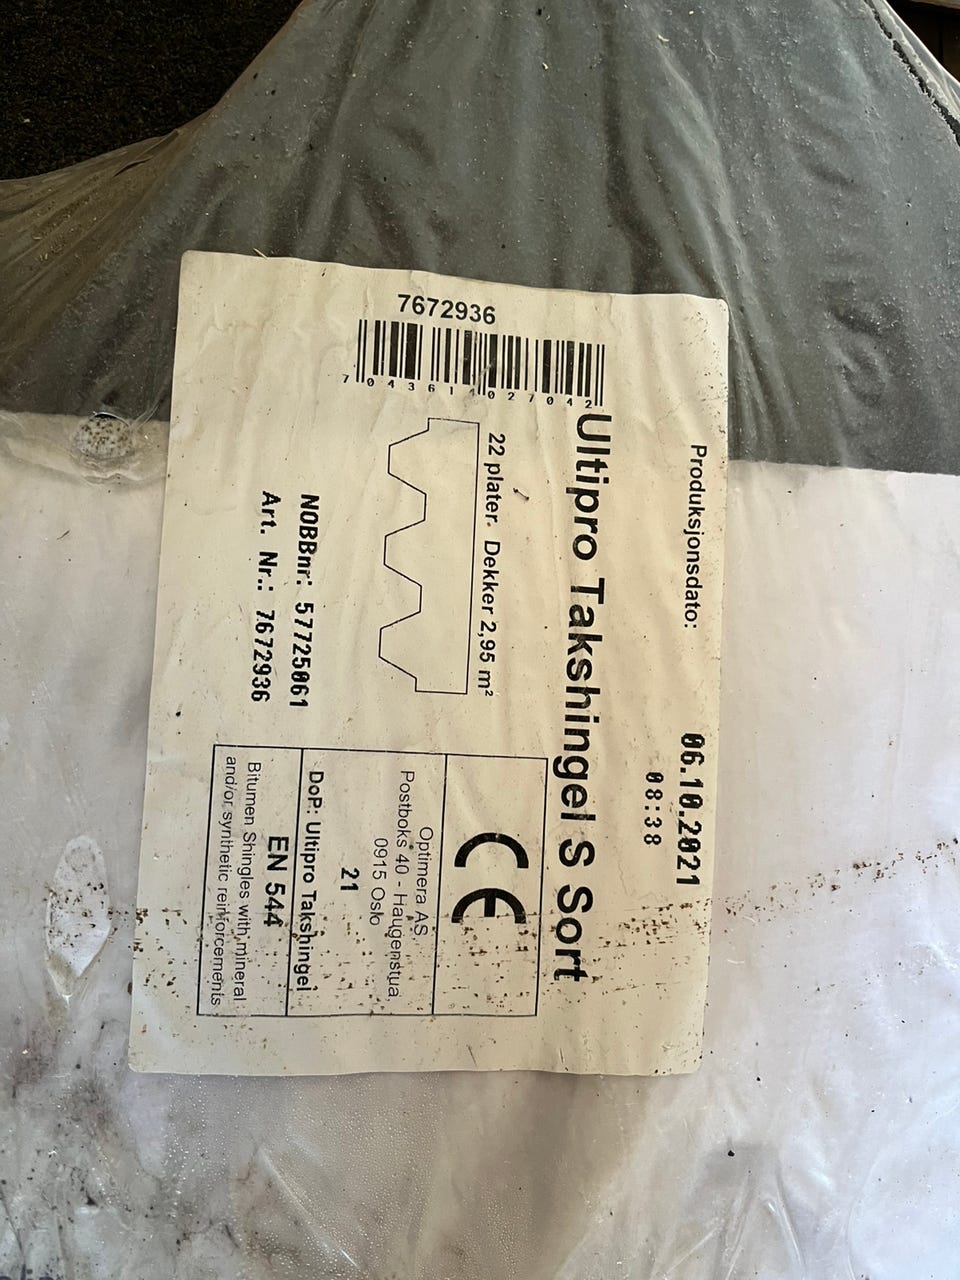 Produksjonsdato: 06.10.2021
08:38
Ultipro Takshingel S Sort
7672936
7043614027042
22 plater. Dekker 2,95 m²
NOBBnr: 57725061
Art. Nr.: 7672936
CE
Optimera AS,
Postboks 40 - Haugenstua,
0915 Oslo
21
DoP.: Ultipro Takshingel
EN 544
Bitumen Shingles with mineral
and/or synthetic reinforcements